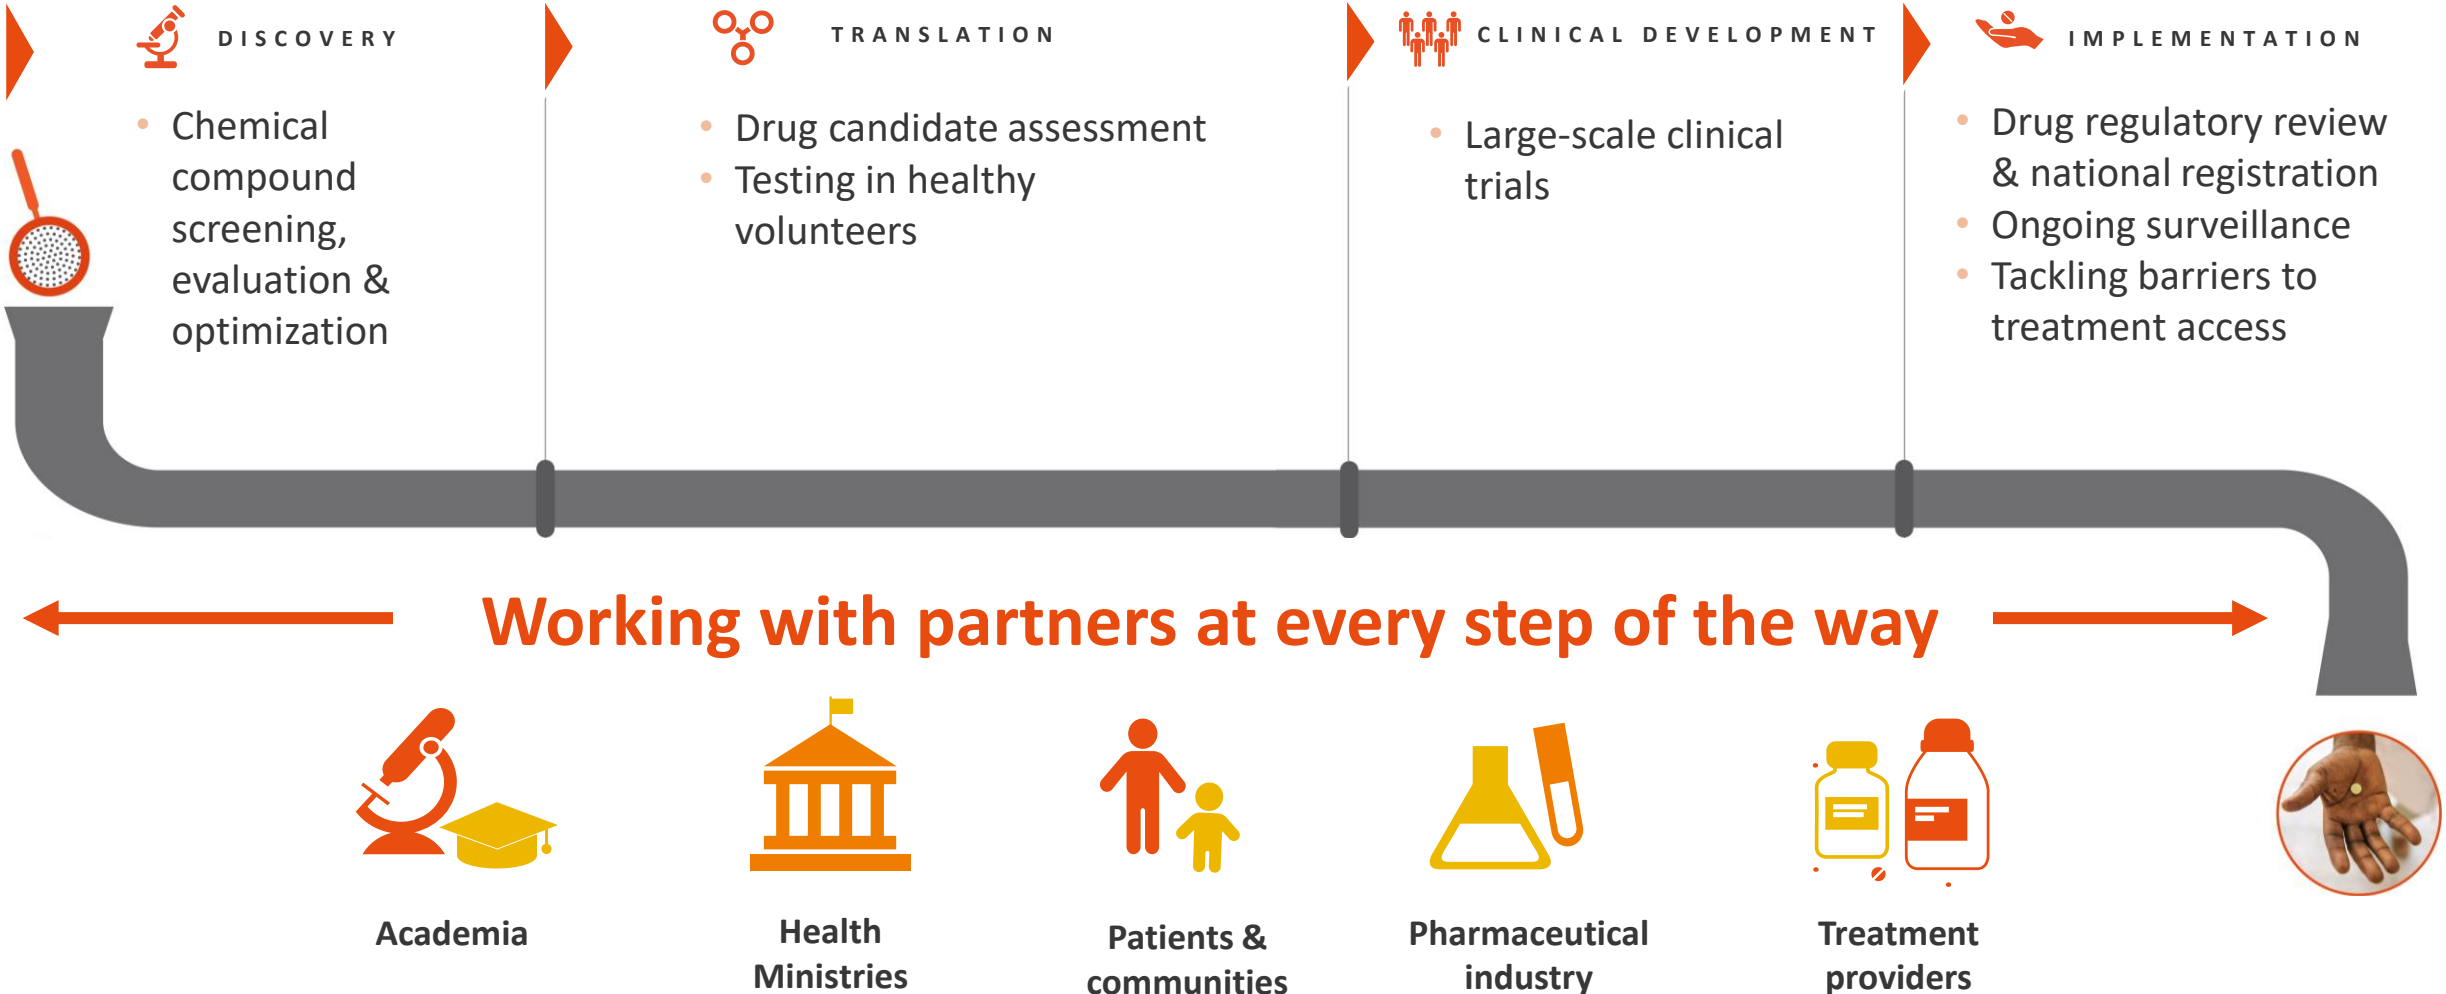 DISCOVERY
• Chemical
compound
screening,
evaluation &
optimization
TRANSLATION
• Drug candidate assessment
• Testing in healthy
volunteers
CLINICAL DEVELOPMENT
• Large-scale clinical
trials
IMPLEMENTATION
• Drug regulatory review
& national registration
• Ongoing surveillance
• Tackling barriers to
treatment access
Working with partners at every step of the way
Academia
Health
Ministries
Patients &
communities
Pharmaceutical
industry
Treatment
providers